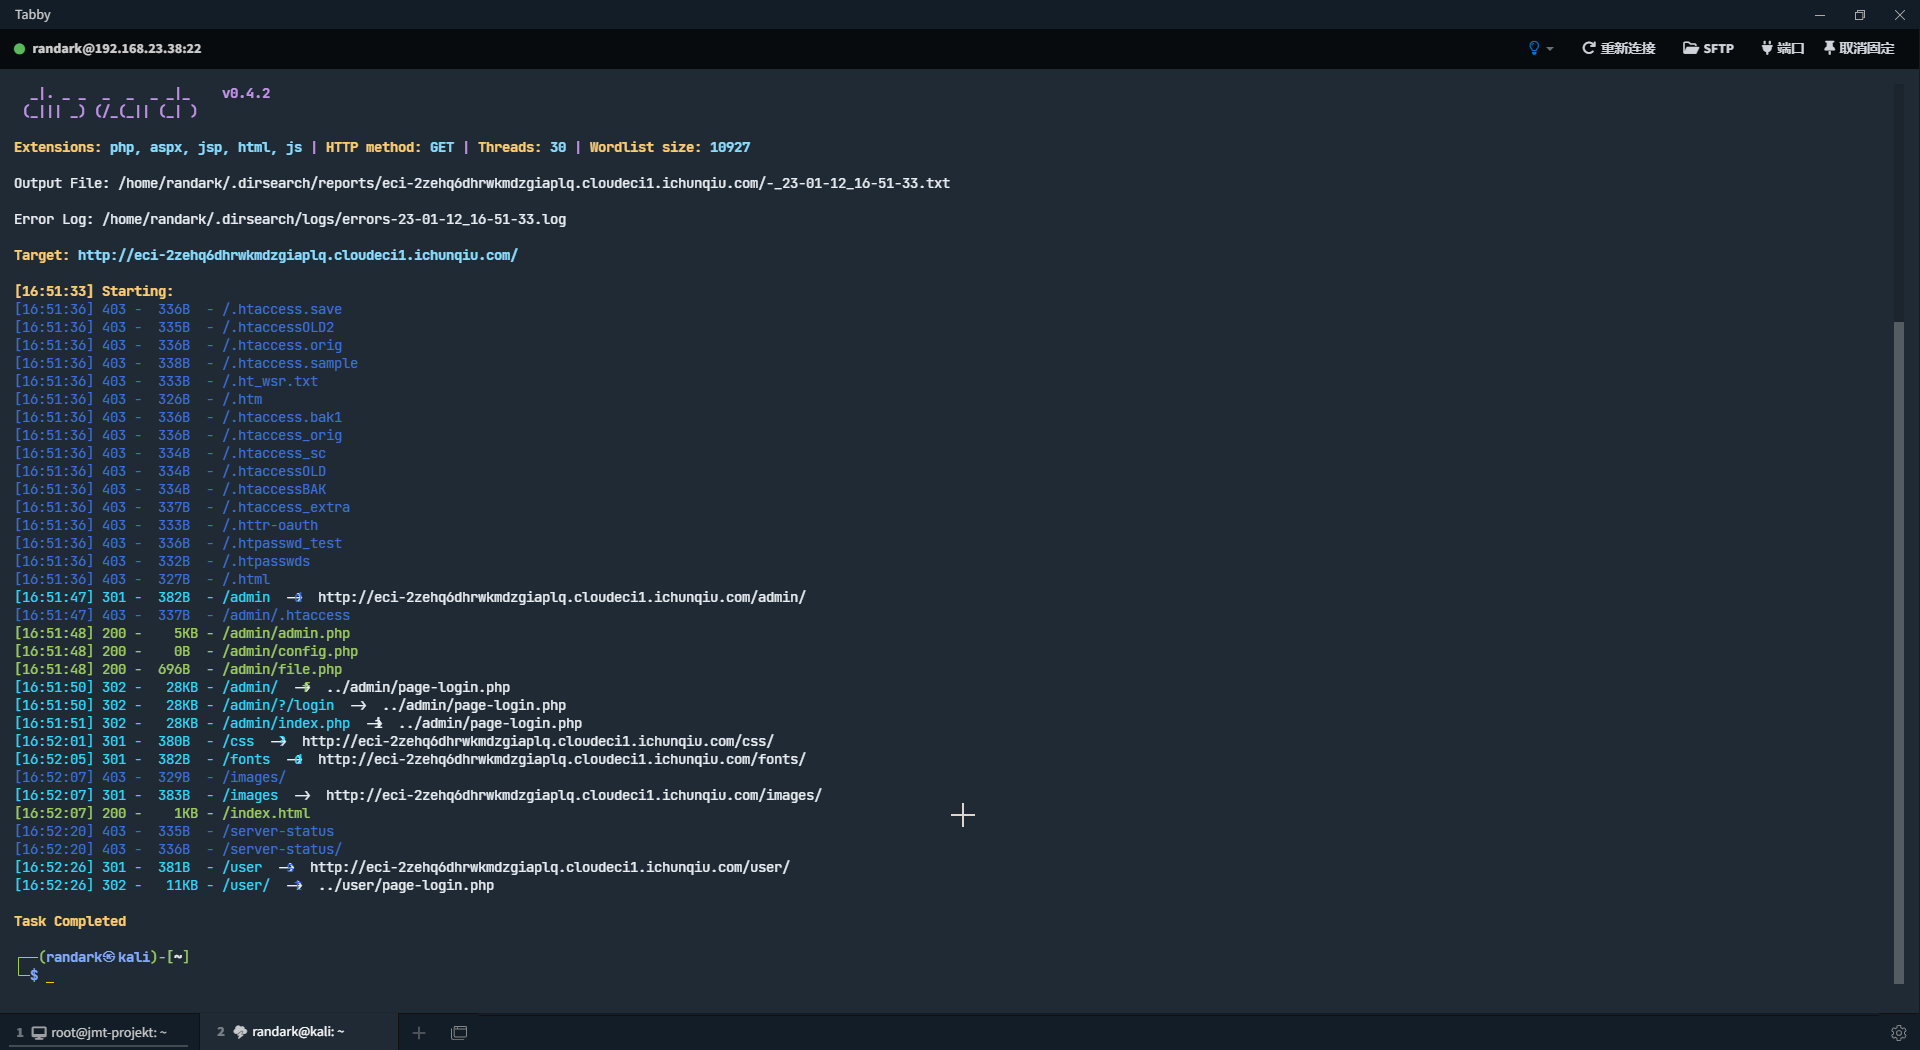 Tabby
randark@192.168.23.38:22
重新连接 SFTP 端口 取消固定
_|. _ _  _  _  _ _|_    v0.4.2
(_||| _) (/_(_|| (_| )
Extensions: php, aspx, jsp, html, js | HTTP method: GET | Threads: 30 | Wordlist size: 10927
Output File: /home/randark/.dirsearch/reports/eci-2zehq6dhrwkmdzgiaplq.cloudeci1.ichunqiu.com/-_23-01-12_16-51-33.txt
Error Log: /home/randark/.dirsearch/logs/errors-23-01-12_16-51-33.log
Target: http://eci-2zehq6dhrwkmdzgiaplq.cloudeci1.ichunqiu.com/
[16:51:33] Starting:
[16:51:36] 403 -  336B  - /.htaccess.save
[16:51:36] 403 -  335B  - /.htaccessOLD2
[16:51:36] 403 -  336B  - /.htaccess.orig
[16:51:36] 403 -  338B  - /.htaccess.sample
[16:51:36] 403 -  333B  - /.ht_wsr.txt
[16:51:36] 403 -  326B  - /.htm
[16:51:36] 403 -  336B  - /.htaccess.bak1
[16:51:36] 403 -  336B  - /.htaccess_orig
[16:51:36] 403 -  334B  - /.htaccess_sc
[16:51:36] 403 -  334B  - /.htaccessOLD
[16:51:36] 403 -  334B  - /.htaccessBAK
[16:51:36] 403 -  337B  - /.htaccess_extra
[16:51:36] 403 -  333B  - /.httr-oauth
[16:51:36] 403 -  336B  - /.htpasswd_test
[16:51:36] 403 -  332B  - /.htpasswds
[16:51:36] 403 -  327B  - /.html
[16:51:47] 301 -  382B  - /admin  ->  http://eci-2zehq6dhrwkmdzgiaplq.cloudeci1.ichunqiu.com/admin/
[16:51:47] 403 -  337B  - /admin/.htaccess
[16:51:48] 200 -    5KB - /admin/admin.php
[16:51:48] 200 -    0B  - /admin/config.php
[16:51:48] 200 -  696B  - /admin/file.php
[16:51:50] 302 -   28KB - /admin/  ->  ../admin/page-login.php
[16:51:50] 302 -   28KB - /admin/?/login  ->  ../admin/page-login.php
[16:51:51] 302 -   28KB - /admin/index.php  ->  ../admin/page-login.php
[16:52:01] 301 -  380B  - /css  ->  http://eci-2zehq6dhrwkmdzgiaplq.cloudeci1.ichunqiu.com/css/
[16:52:05] 301 -  382B  - /fonts  ->  http://eci-2zehq6dhrwkmdzgiaplq.cloudeci1.ichunqiu.com/fonts/
[16:52:07] 403 -  329B  - /images/
[16:52:07] 301 -  383B  - /images  ->  http://eci-2zehq6dhrwkmdzgiaplq.cloudeci1.ichunqiu.com/images/
[16:52:07] 200 -    1KB - /index.html
[16:52:20] 403 -  335B  - /server-status
[16:52:20] 403 -  336B  - /server-status/
[16:52:26] 301 -  381B  - /user  ->  http://eci-2zehq6dhrwkmdzgiaplq.cloudeci1.ichunqiu.com/user/
[16:52:26] 302 -   11KB - /user/  ->  ../user/page-login.php
Task Completed
┌──(randark㉿kali)-[~]
└─$ _
1 root@jmt-projekt: ~ 2 randark@kali: ~